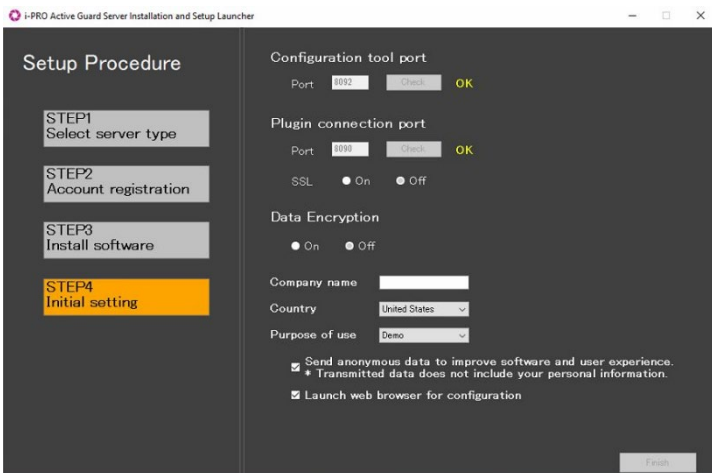 i-PRO Active Guard Server Installation and Setup Launcher
Setup Procedure
STEP1
Select server type
STEP2
Account registration
STEP3
Install software
STEP4
Initial setting
Configuration tool port
Port 8092 Check OK
Plugin connection port
Port 8090 Check OK
SSL On Off
Data Encryption
On Off
Company name
Country United States
Purpose of use Demo
Send anonymous data to improve software and user experience.
* Transmitted data does not include your personal information.
Launch web browser for configuration
Finish